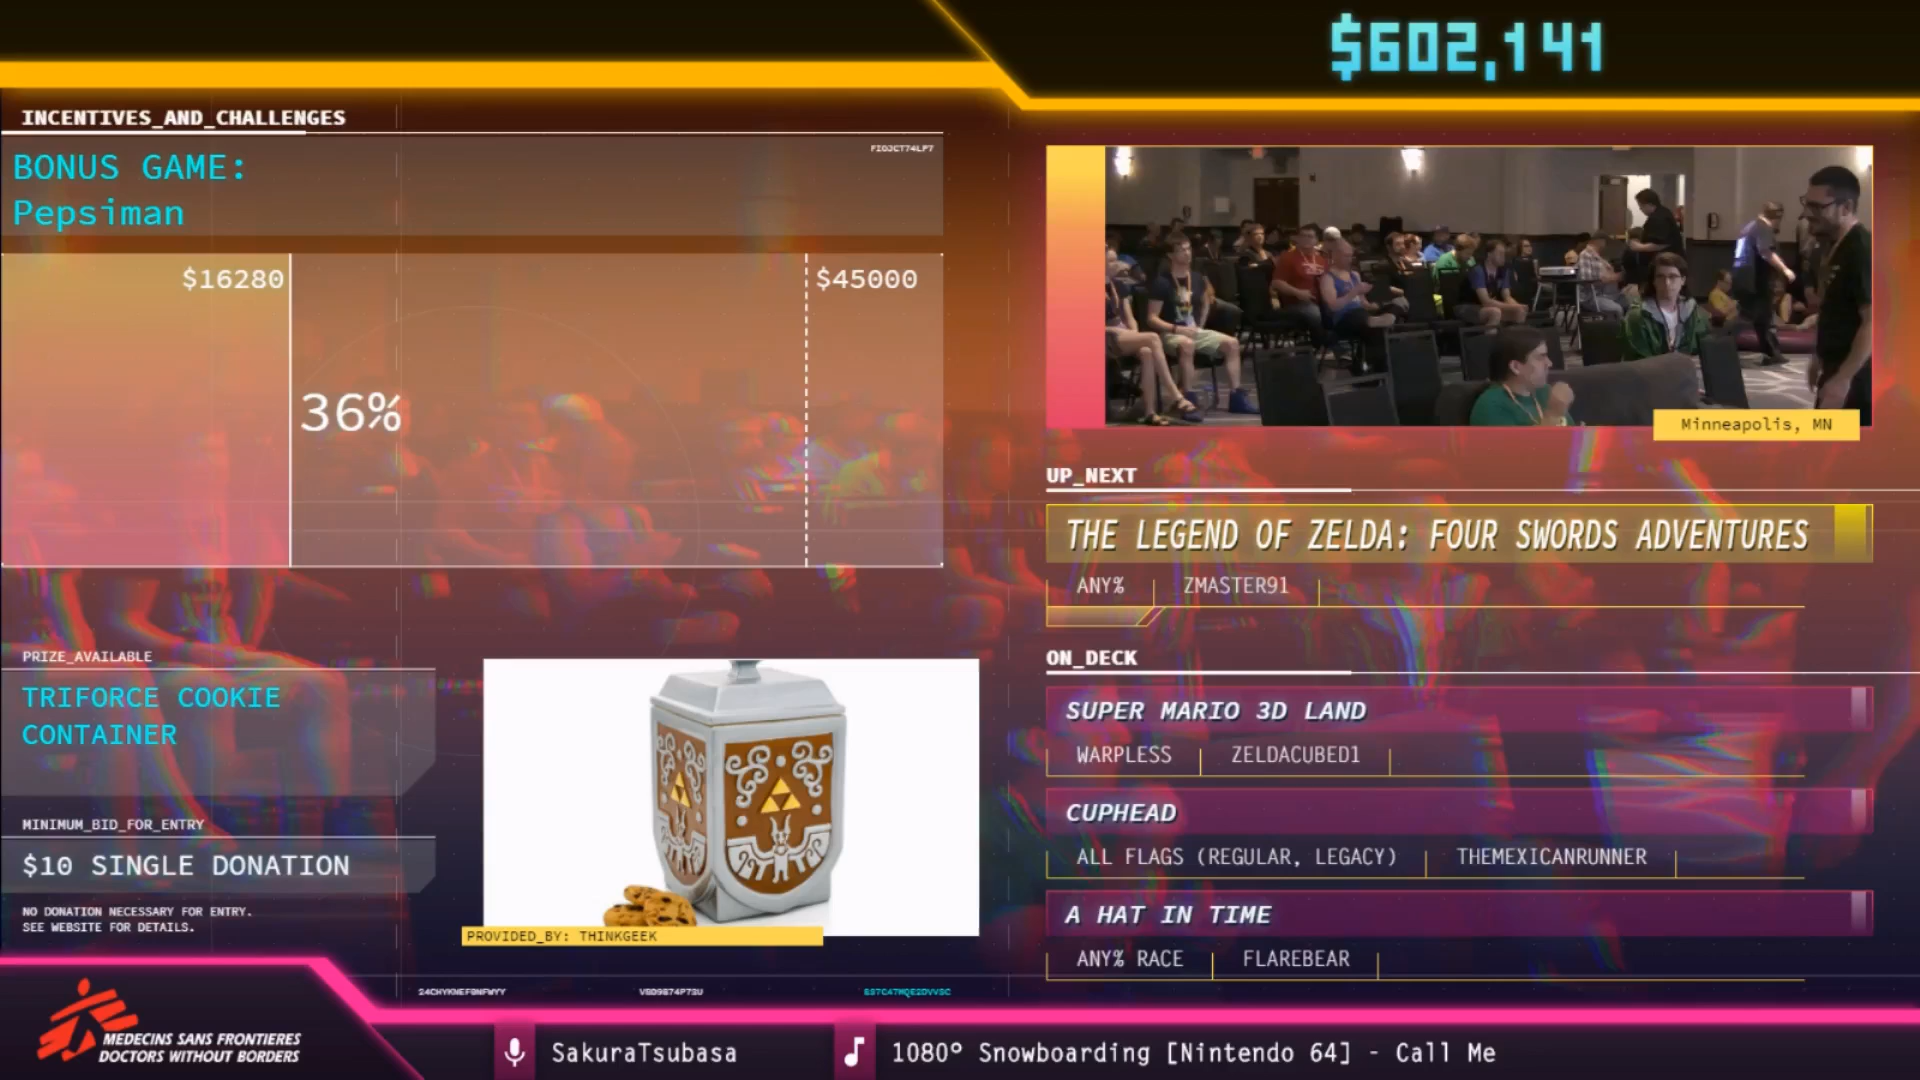 $602,141
INCENTIVES_AND_CHALLENGES
BONUS GAME:
Pepsiman
$16280
$45000
36%
Minneapolis, MN
UP_NEXT
THE LEGEND OF ZELDA: FOUR SWORDS ADVENTURES
ANY% ZMASTER91
ON_DECK
SUPER MARIO 3D LAND
WARPLESS ZELDACUBED1
CUPHEAD
ALL FLAGS (REGULAR, LEGACY) THEMEXICANRUNNER
A HAT IN TIME
ANY% RACE FLAREBEAR
PRIZE_AVAILABLE
TRIFORCE COOKIE
CONTAINER
MINIMUM_BID_FOR_ENTRY
$10 SINGLE DONATION
NO DONATION NECESSARY FOR ENTRY.
SEE WEBSITE FOR DETAILS.
PROVIDED_BY: THINKGEEK
MEDECINS SANS FRONTIERES
DOCTORS WITHOUT BORDERS
SakuraTsubasa
1080° Snowboarding [Nintendo 64] - Call Me